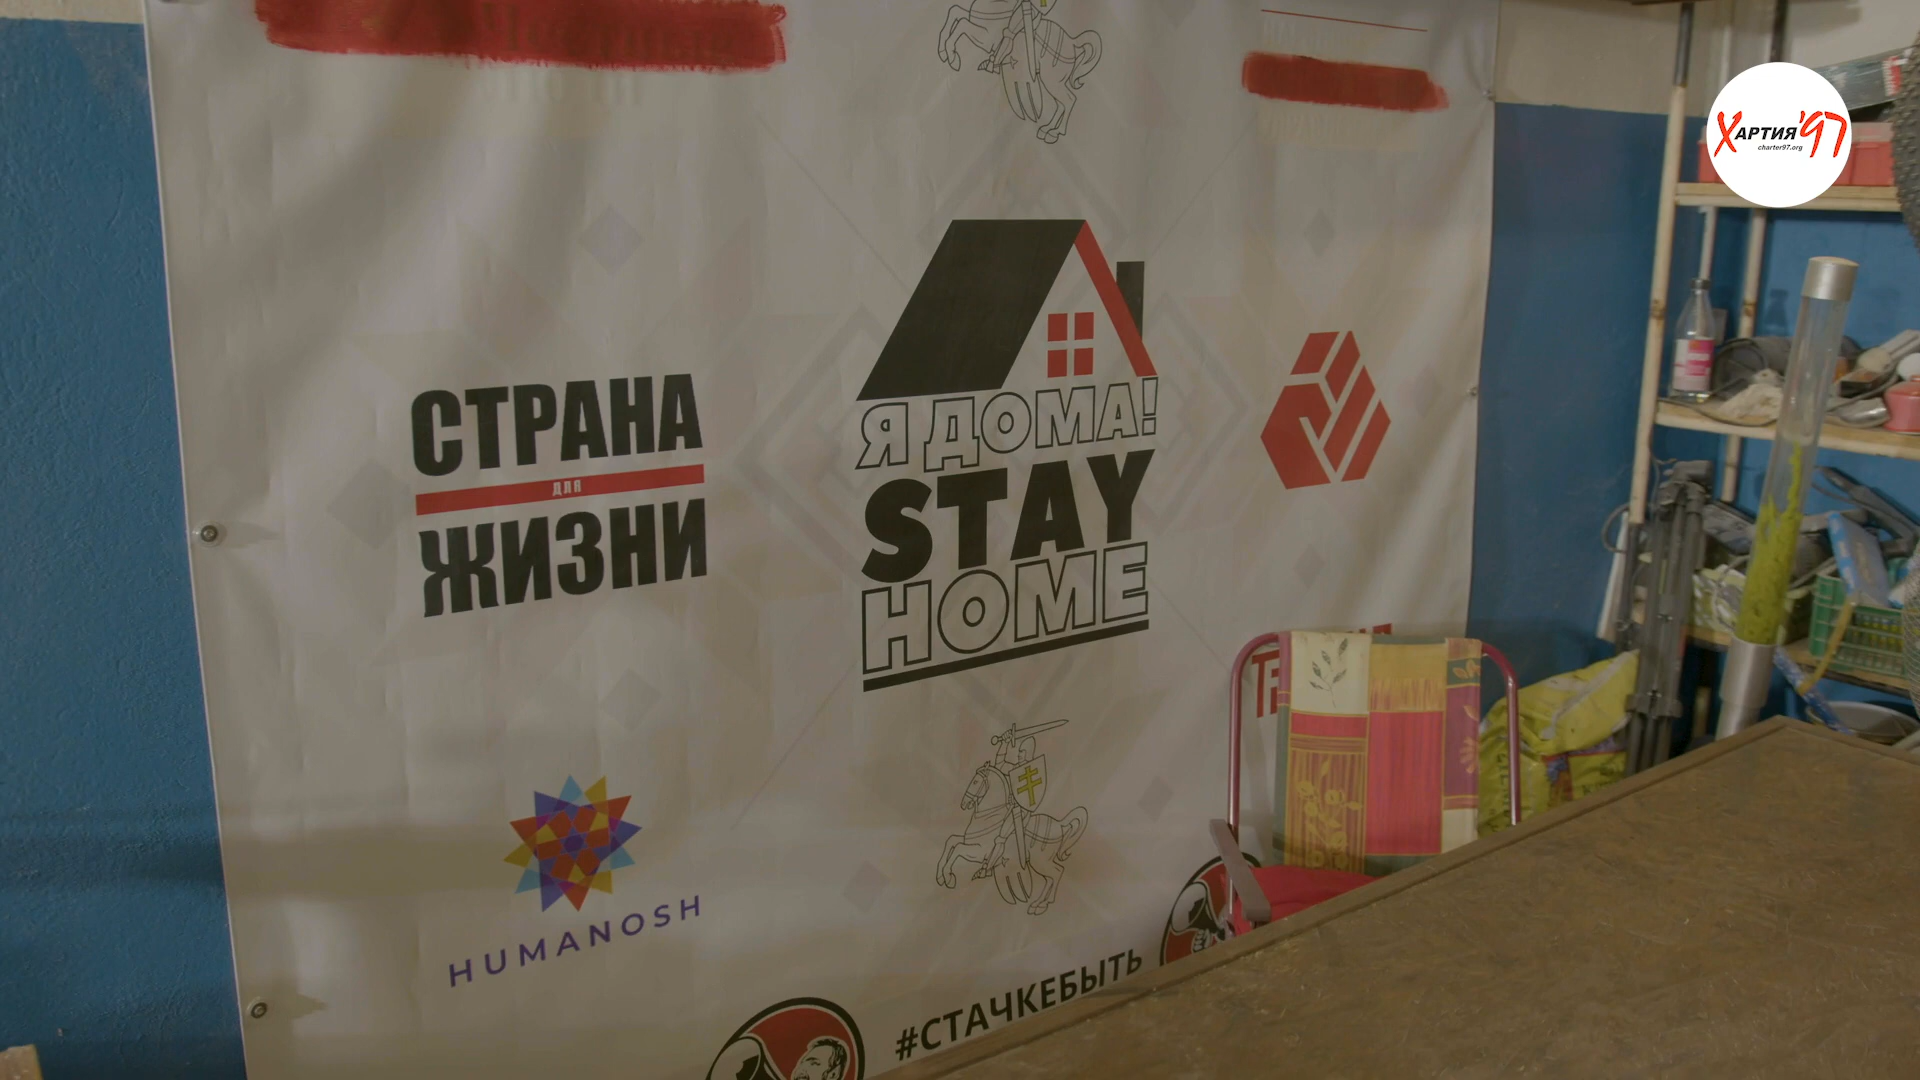 ХАРТИЯ'97
charter97.org
СТРАНА
ДЛЯ
ЖИЗНИ
Я ДОМА!
STAY
HOME
HUMANOSH
#СТАЧКЕБЫТЬ